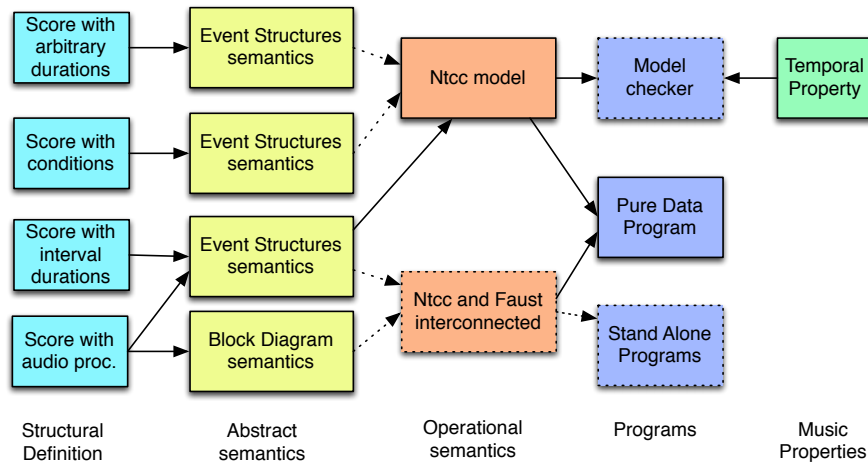 Score with
arbitrary
durations
Event Structures
semantics
Ntcc model
Model
checker
Temporal
Property
Score with
conditions
Event Structures
semantics
Score with
interval
durations
Event Structures
semantics
Pure Data
Program
Score with
audio proc.
Block Diagram
semantics
Ntcc and Faust
interconnected
Stand Alone
Programs
Structural
Definition
Abstract
semantics
Operational
semantics
Programs
Music
Properties